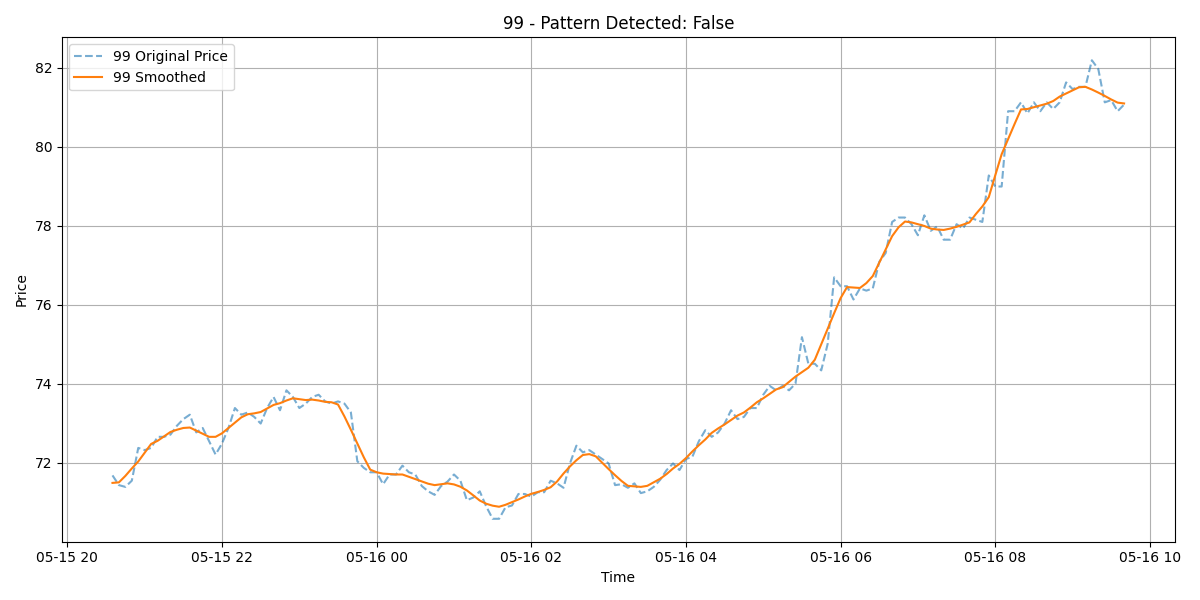 99 - Pattern Detected: False
99 Original Price
99 Smoothed
82
80
78
76
74
72
Price
05-15 20
05-15 22
05-16 00
05-16 02
05-16 04
05-16 06
05-16 08
05-16 10
Time